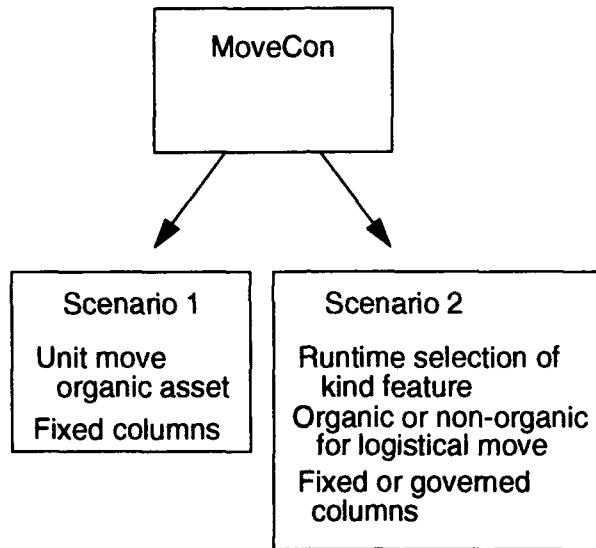 MoveCon
Scenario 1
Unit move
organic asset
Fixed columns
Scenario 2
Runtime selection of
kind feature
Organic or non-organic
for logistical move
Fixed or governed
columns